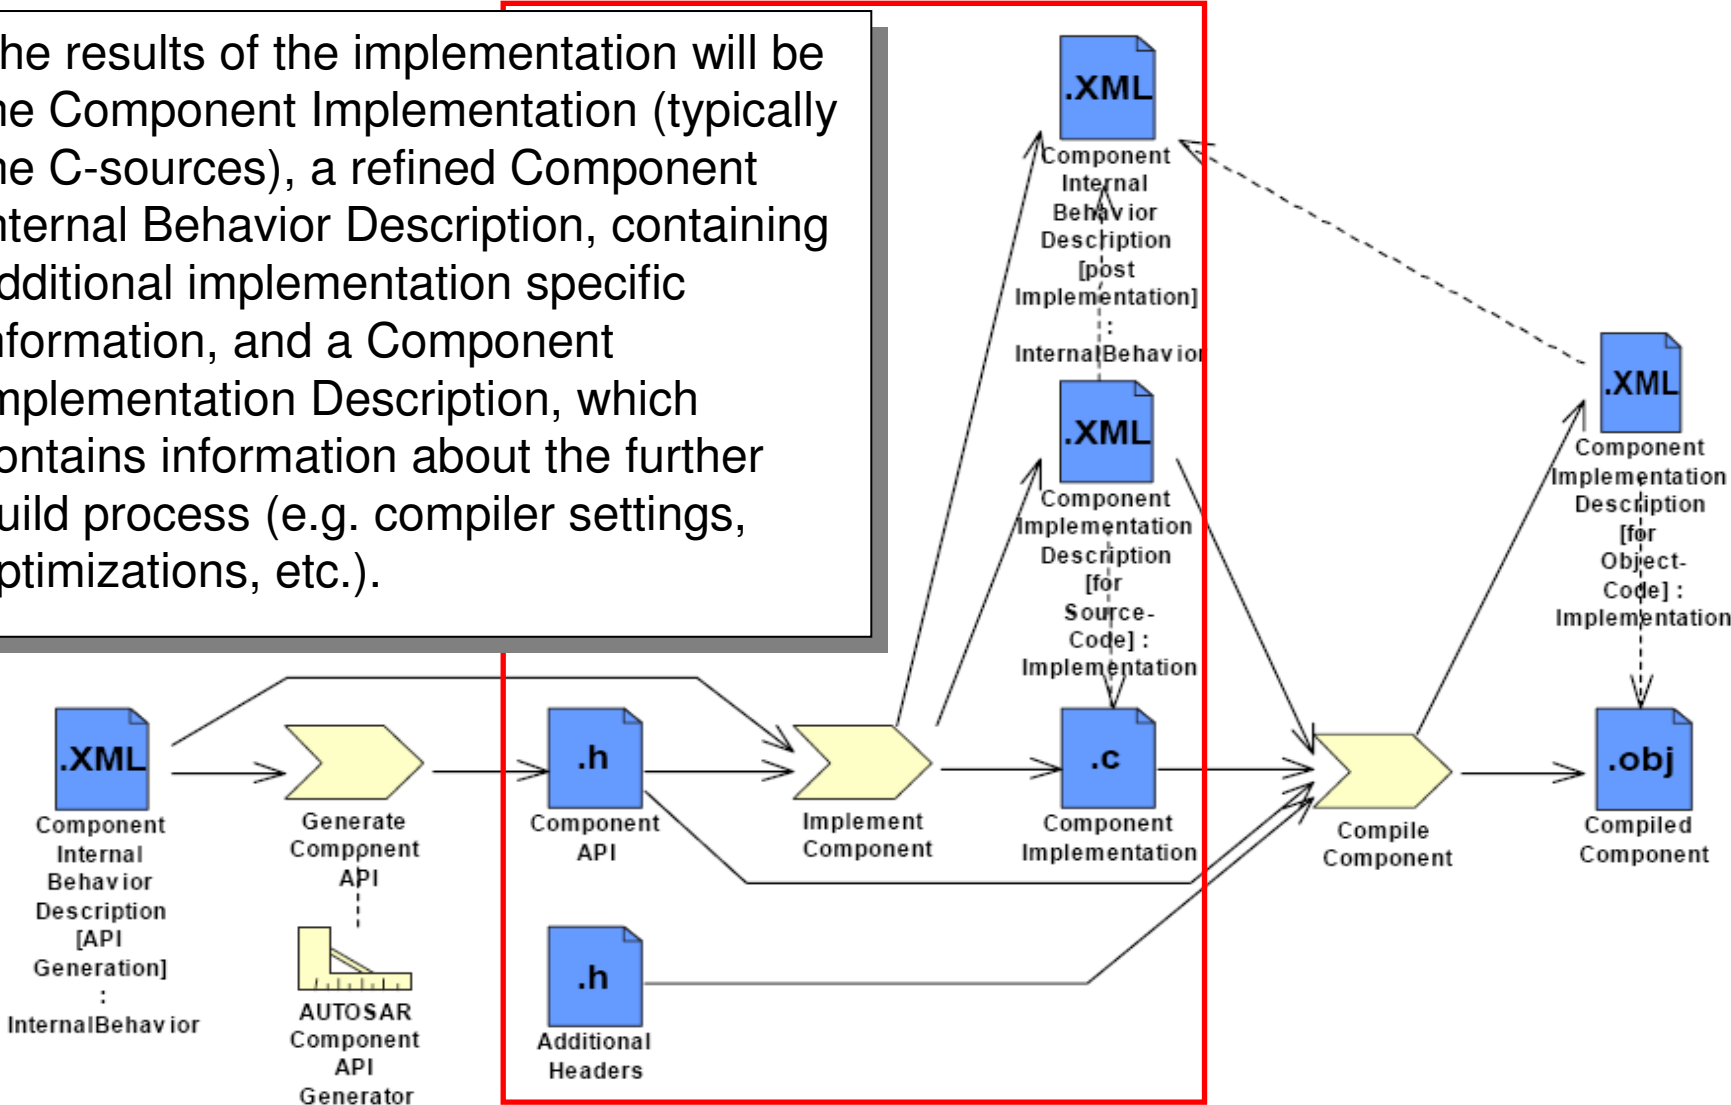 he results of the implementation will be
ne Component Implementation (typically
ne C-sources), a refined Component
nternal Behavior Description, containing
dditional implementation specific
nformation, and a Component
mplementation Description, which
ontains information about the further
uild process (e.g. compiler settings,
ptimizations, etc.).
.XML
Component
Internal
Behavior
Description
[post
Implementation]
:
InternalBehavior
.XML
Component
Implementation
Description
[for
Source-
Code] :
Implementation
.XML
Component
Implementation
Description
[for
Object-
Code] :
Implementation
.XML
Component
Internal
Behavior
Description
[API
Generation]
:
InternalBehavior
Generate
Component
API
AUTOSAR
Component
API
Generator
.h
Component
API
.h
Additional
Headers
Implement
Component
.c
Component
Implementation
Compile
Component
.obj
Compiled
Component